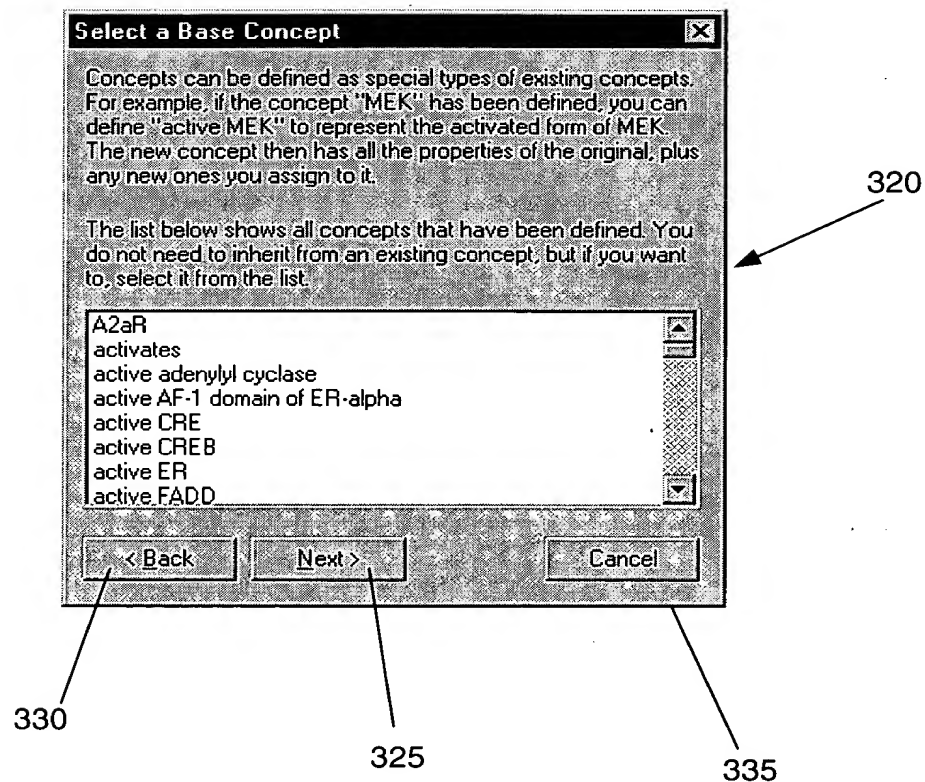 Select a Base Concept
Concepts can be defined as special types of existing concepts.
For example, if the concept "MEK" has been defined, you can
define "active MEK" to represent the activated form of MEK.
The new concept then has all the properties of the original, plus
any new ones you assign to it.
320
The list below shows all concepts that have been defined. You
do not need to inherit from an existing concept, but if you want
to, select it from the list.
A2aR
activates
active adenylyl cyclase
active AF-1 domain of ER-alpha
active CRE
active CREB
active ER
active FADD
< Back Next > Cancel
330
325
335